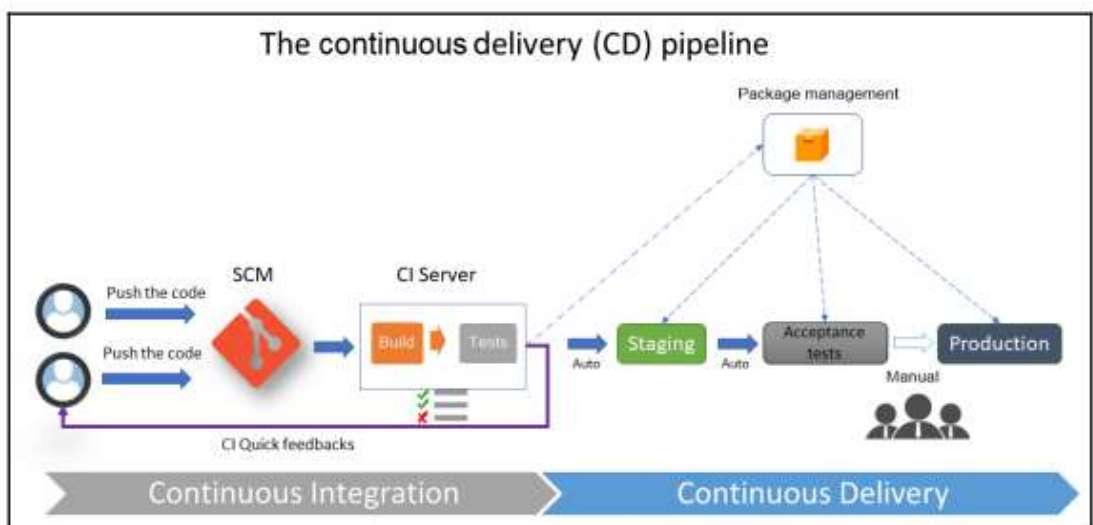 The continuous delivery (CD) pipeline
Package management
SCM
CI Server
Push the code
Push the code
Build
Tests
Auto
Staging
Auto
Acceptance
tests
Production
Manual
CI Quick feedbacks
Continuous Integration
Continuous Delivery